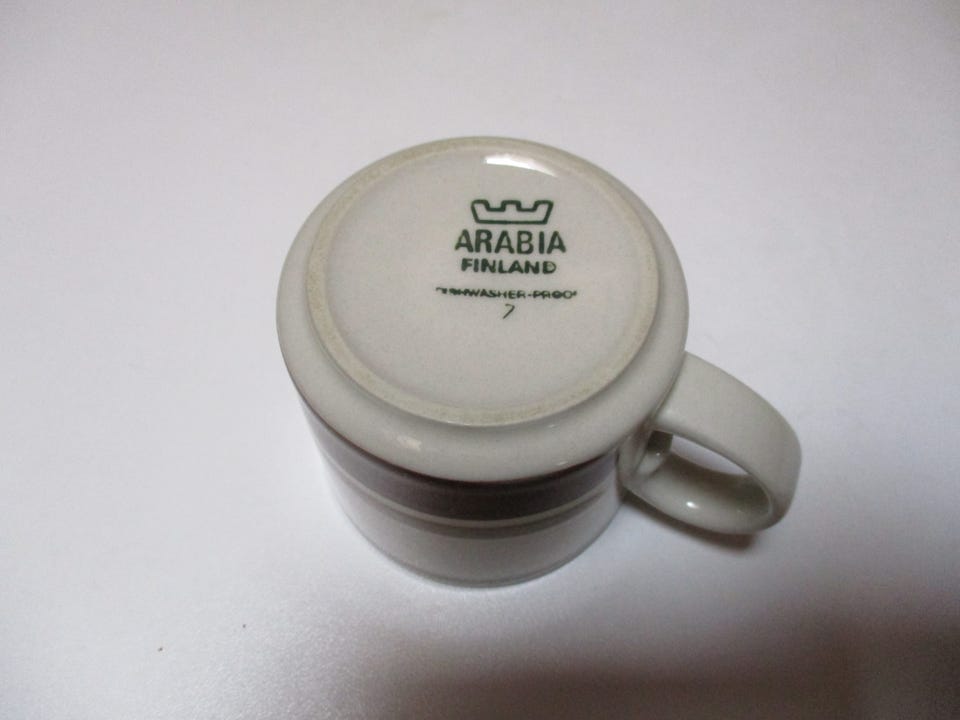 ARABIA
FINLAND
DISHWASHER-PROOF
7